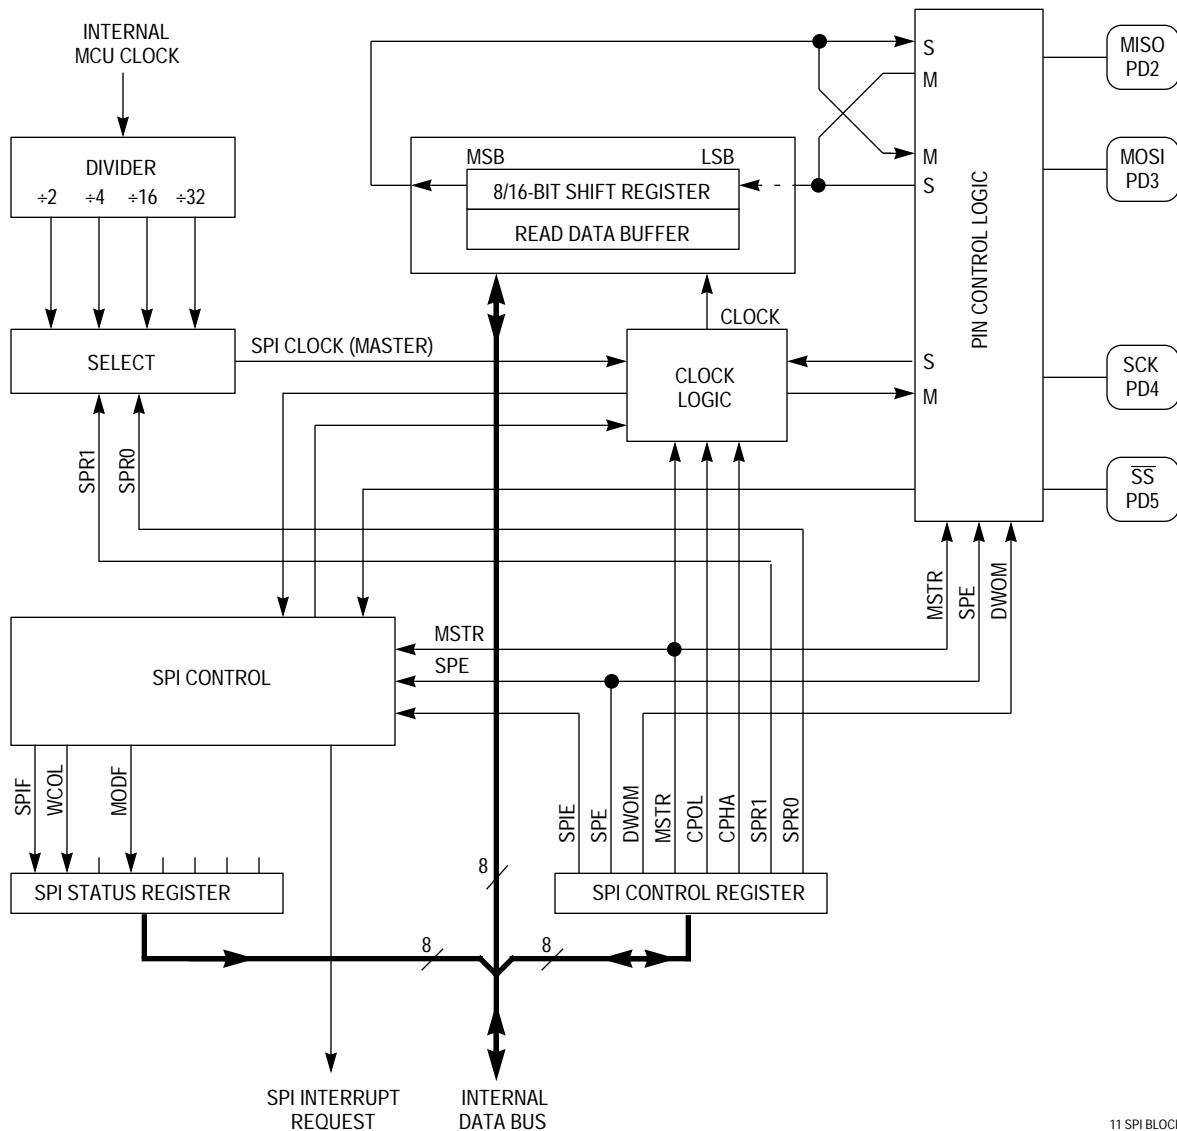 INTERNAL
MCU CLOCK
DIVIDER
÷2 ÷4 ÷16 ÷32
SELECT
SPI CLOCK (MASTER)
SPR1
SPR0
MSB LSB
8/16-BIT SHIFT REGISTER
READ DATA BUFFER
CLOCK
CLOCK
LOGIC
S
M
M
S
S
M
PIN CONTROL LOGIC
MISO
PD2
MOSI
PD3
SCK
PD4
SS
PD5
MSTR
SPE
DWOM
SPI CONTROL
MSTR
SPE
SPIF
WCOL
MODF
SPIE
SPE
DWOM
MSTR
CPOL
CPHA
SPR1
SPR0
SPI STATUS REGISTER
8
SPI CONTROL REGISTER
8
8
SPI INTERRUPT
REQUEST
INTERNAL
DATA BUS
11 SPI BLOCK